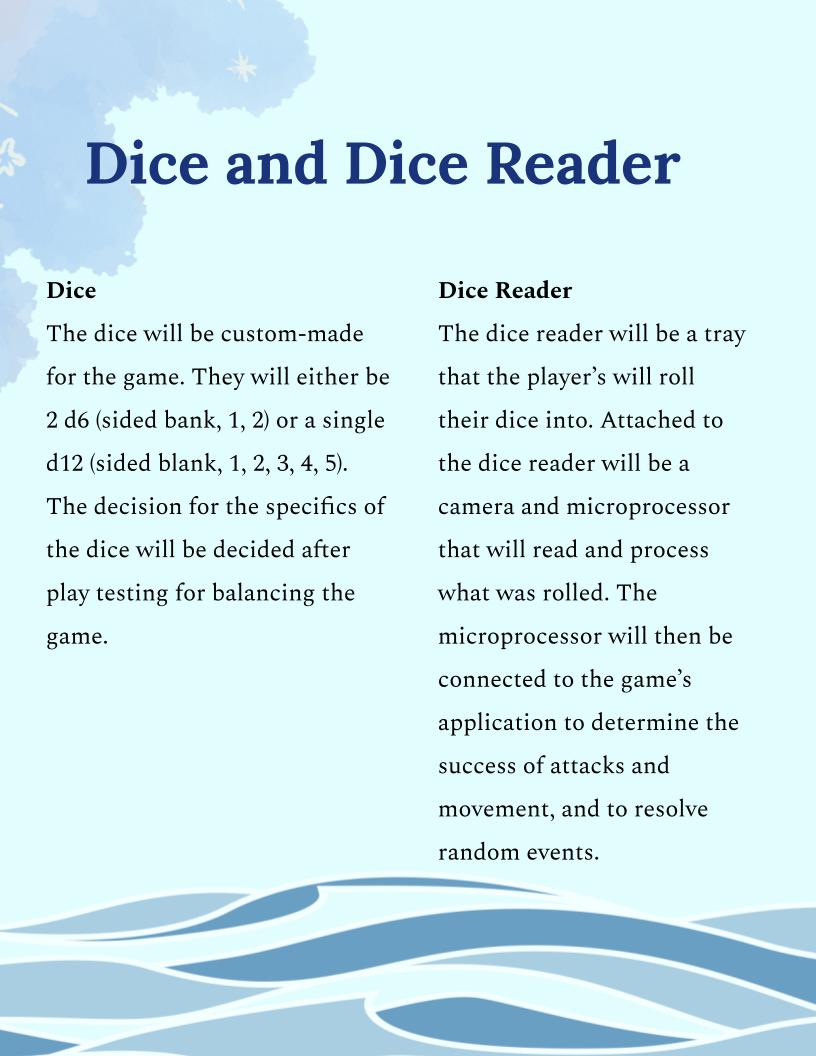 Dice and Dice Reader
Dice
The dice will be custom-made
for the game. They will either be
2 d6 (sided bank, 1, 2) or a single
d12 (sided blank, 1, 2, 3, 4, 5).
The decision for the specifics of
the dice will be decided after
play testing for balancing the
game.
Dice Reader
The dice reader will be a tray
that the player’s will roll
their dice into. Attached to
the dice reader will be a
camera and microprocessor
that will read and process
what was rolled. The
microprocessor will then be
connected to the game’s
application to determine the
success of attacks and
movement, and to resolve
random events.